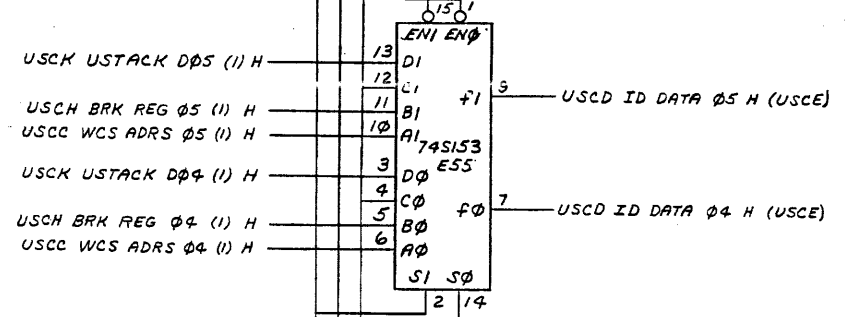 15 1
EN1 ENØ
USCK USTACK DØ5 (1) H 13 D1
12 C1
USCH BRK REG Ø5 (1) H 11 B1
f1 9 USCD ID DATA Ø5 H (USCE)
USCC WCS ADRS Ø5 (1) H 1Ø A1
74S153
E55
USCK USTACK DØ4 (1) H 3 DØ
4 CØ
USCH BRK REG Ø4 (1) H 5 BØ
fØ 7 USCD ID DATA Ø4 H (USCE)
USCC WCS ADRS Ø4 (1) H 6 AØ
S1 SØ
2 14